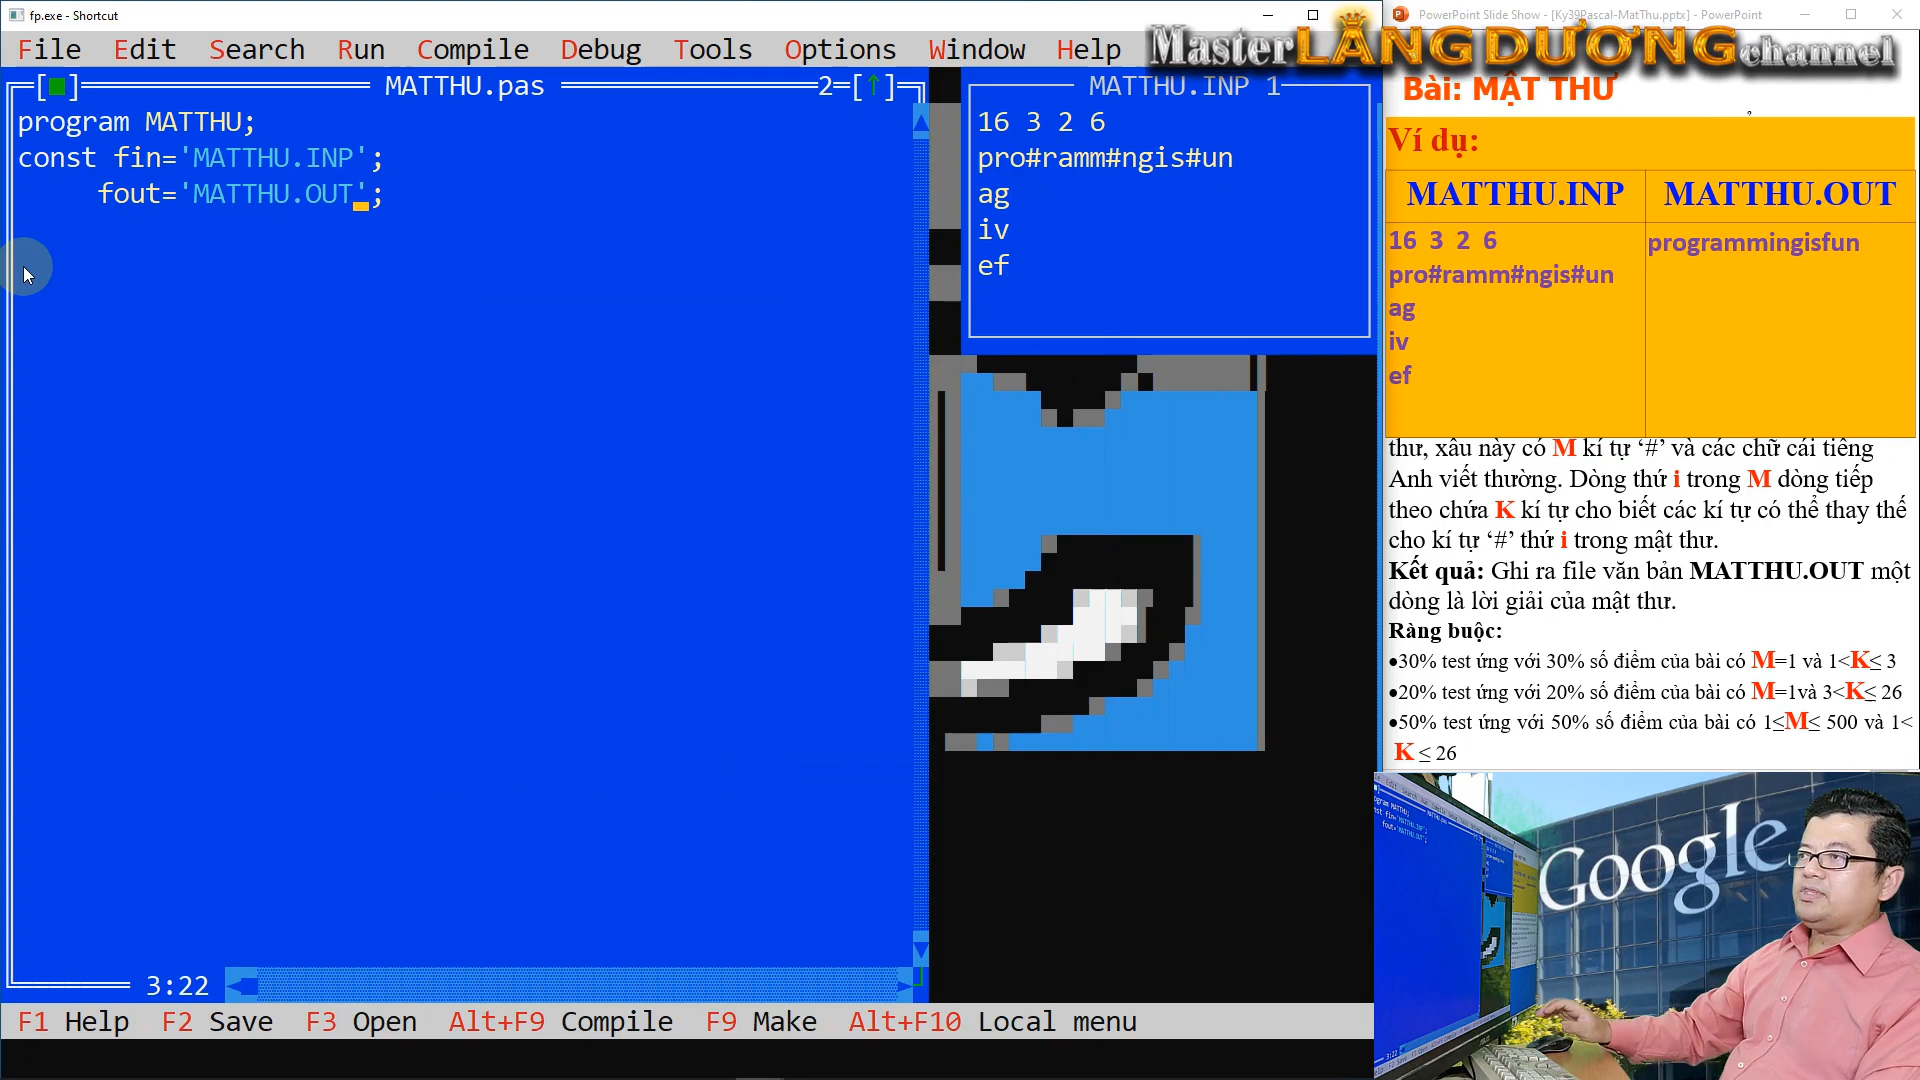 fp.exe - Shortcut
File Edit Search Run Compile Debug Tools Options Window Help
[■] MATTHU.pas 2=[↑]
program MATTHU;
const fin='MATTHU.INP';
fout='MATTHU.OUT';
3:22
F1 Help F2 Save F3 Open Alt+F9 Compile F9 Make Alt+F10 Local menu
MATTHU.INP 1
16 3 2 6
pro#ramm#ngis#un
ag
iv
ef
PowerPoint Slide Show - [Ky39Pascal-MatThu.pptx] - PowerPoint
Master LĂNG DƯƠNG channel
Bài: MẬT THƯ
Ví dụ:
MATTHU.INP MATTHU.OUT
16 3 2 6 programmingisfun
pro#ramm#ngis#un
ag
iv
ef
thư, xâu này có M kí tự ‘#’ và các chữ cái tiếng
Anh viết thường. Dòng thứ i trong M dòng tiếp
theo chứa K kí tự cho biết các kí tự có thể thay thế
cho kí tự ‘#’ thứ i trong mật thư.
Kết quả: Ghi ra file văn bản MATTHU.OUT một
dòng là lời giải của mật thư.
Ràng buộc:
•30% test ứng với 30% số điểm của bài có M=1 và 1<K≤ 3
•20% test ứng với 20% số điểm của bài có M=1và 3<K≤ 26
•50% test ứng với 50% số điểm của bài có 1≤M≤ 500 và 1<
K ≤ 26
Google